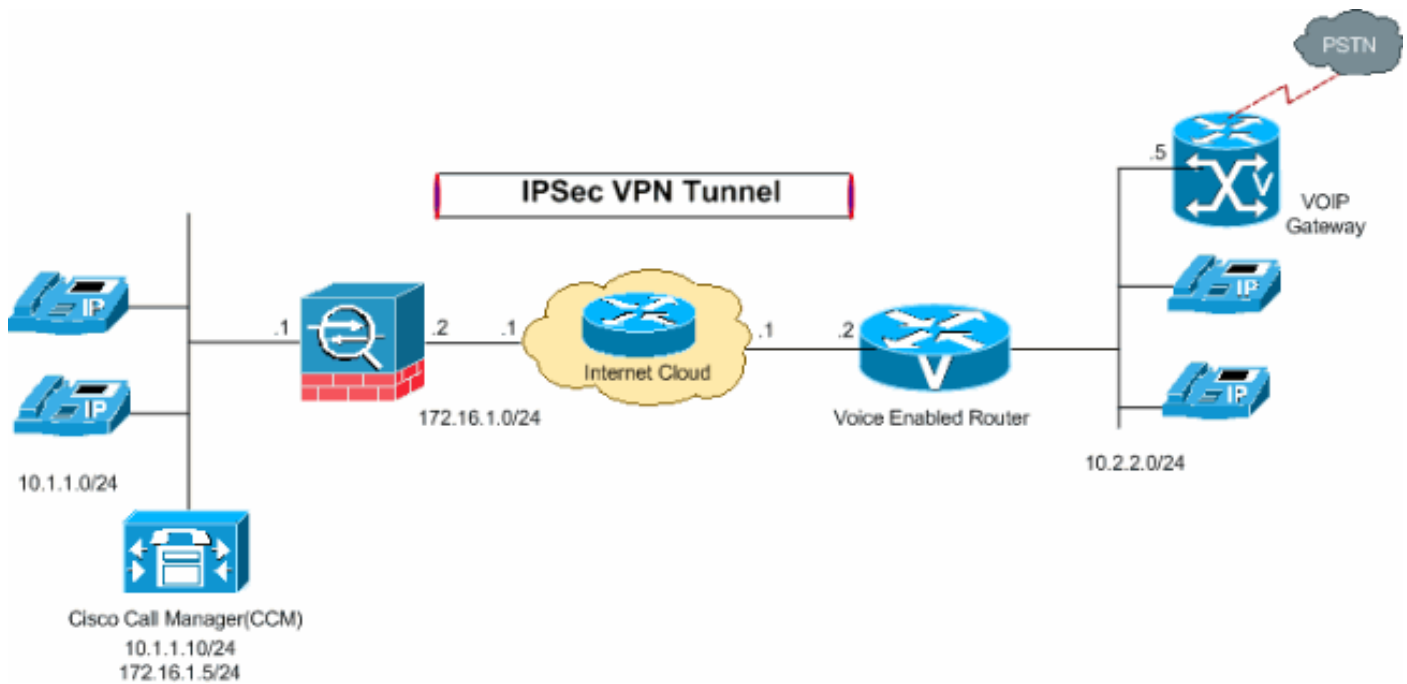 PSTN
IPSec VPN Tunnel
.5
V
VOIP
Gateway
IP
IP
.1
.2
.1
Internet Cloud
.1
.2
V
IP
IP
172.16.1.0/24
Voice Enabled Router
10.1.1.0/24
10.2.2.0/24
Cisco Call Manager(CCM)
10.1.1.10/24
172.16.1.5/24